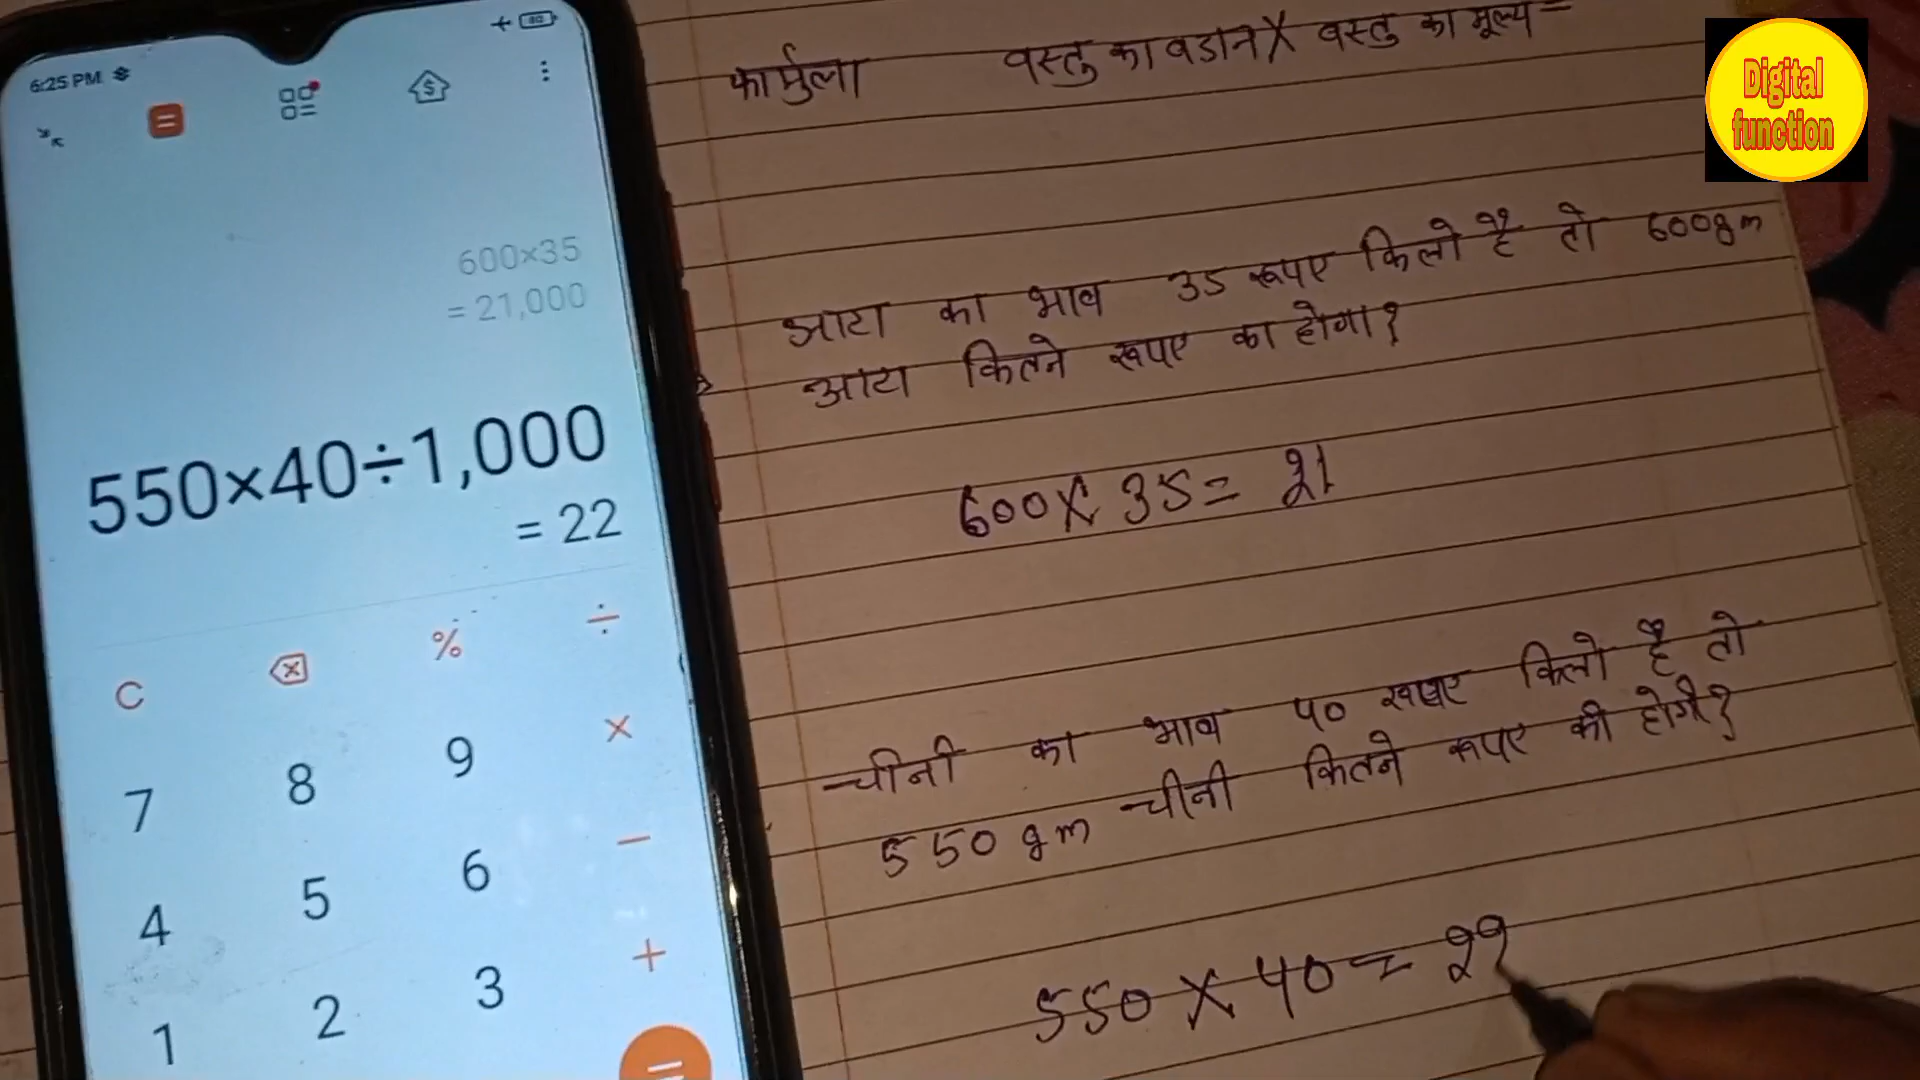 6:25 PM
80
600×35
= 21,000
550×40÷1,000
= 22
C % ÷
7 8 9 ×
4 5 6 −
1 2 3 +
=
फार्मुला वस्तु का वजन X वस्तु का मूल्य =
आटा का भाव 35 रूपए किलो है तो 600gm
आटा कितने रूपए का होगा?
600 X 35 = 21
चीनी का भाव 40 रूपए किलो है तो
550 gm चीनी कितने रूपए की होगी?
550 X 40 = 22
Digital
function